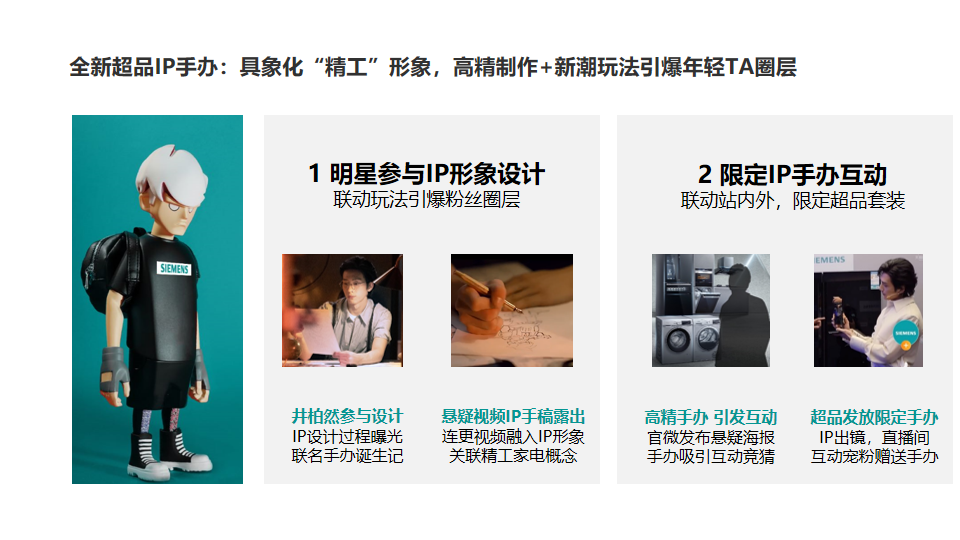 全新超品IP手办：具象化“精工”形象，高精制作+新潮玩法引爆年轻TA圈层
SIEMENS
1 明星参与IP形象设计
联动玩法引爆粉丝圈层
井柏然参与设计
IP设计过程曝光
联名手办诞生记
悬疑视频IP手稿露出
连更视频融入IP形象
关联精工家电概念
2 限定IP手办互动
联动站内外，限定超品套装
SIEMENS
SIEMENS
高精手办 引发互动
官微发布悬疑海报
手办吸引互动竞猜
超品发放限定手办
IP出镜，直播间
互动宠粉赠送手办